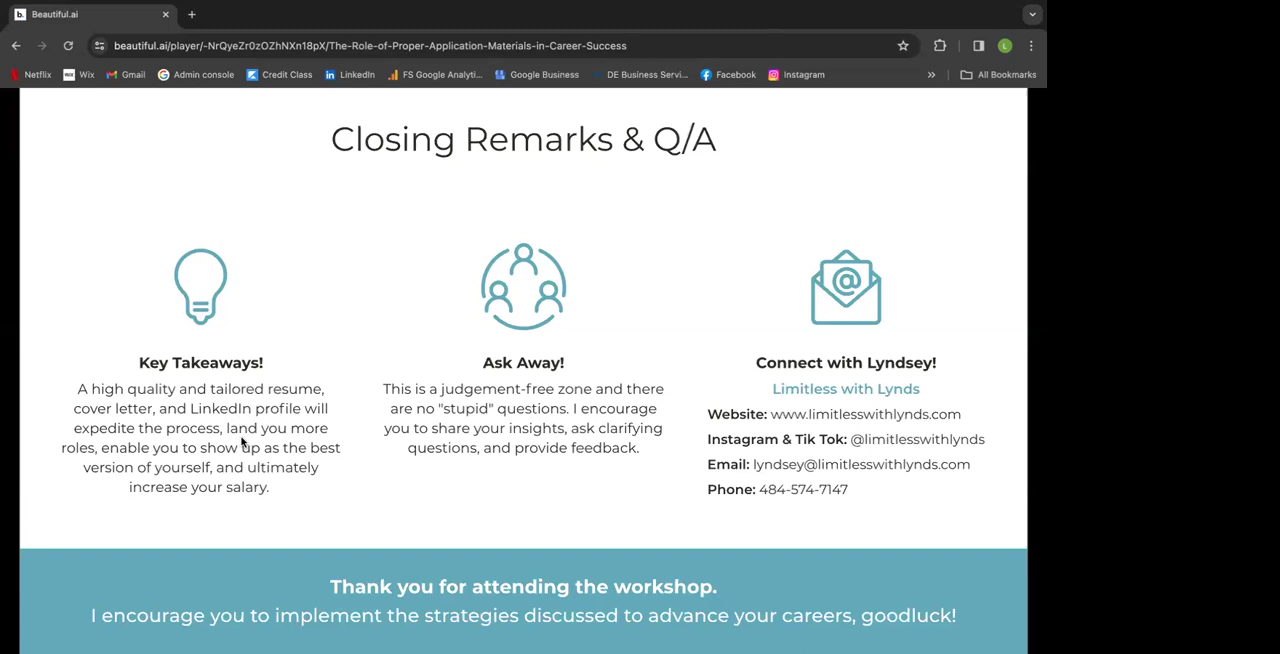 b. Beautiful.ai
beautiful.ai/player/-NrQyeZr0zOZhNXn18pX/The-Role-of-Proper-Application-Materials-in-Career-Success
L
Netflix WIX Wix Gmail Admin console Credit Class LinkedIn FS Google Analyti... Google Business DE Business Servi... Facebook Instagram » All Bookmarks
Closing Remarks & Q/A
Key Takeaways!
A high quality and tailored resume,
cover letter, and LinkedIn profile will
expedite the process, land you more
roles, enable you to show up as the best
version of yourself, and ultimately
increase your salary.
Ask Away!
This is a judgement-free zone and there
are no "stupid" questions. I encourage
you to share your insights, ask clarifying
questions, and provide feedback.
@
Connect with Lyndsey!
Limitless with Lynds
Website: www.limitlesswithlynds.com
Instagram & Tik Tok: @limitlesswithlynds
Email: lyndsey@limitlesswithlynds.com
Phone: 484-574-7147
Thank you for attending the workshop.
I encourage you to implement the strategies discussed to advance your careers, goodluck!